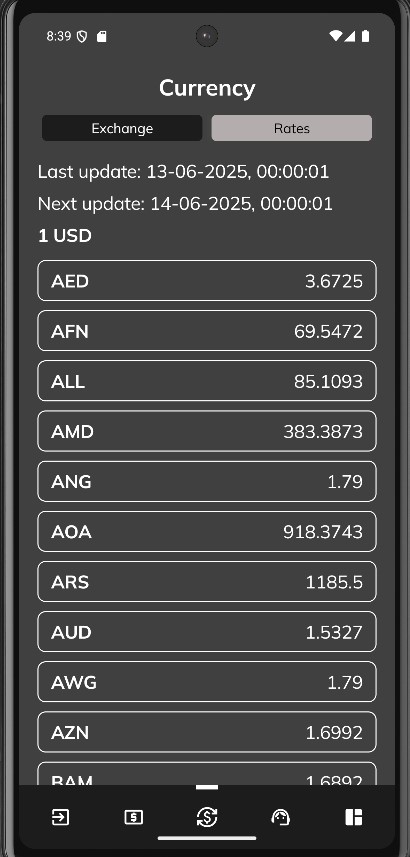 8:39
Currency
Exchange Rates
Last update: 13-06-2025, 00:00:01
Next update: 14-06-2025, 00:00:01
1 USD
AED 3.6725
AFN 69.5472
ALL 85.1093
AMD 383.3873
ANG 1.79
AOA 918.3743
ARS 1185.5
AUD 1.5327
AWG 1.79
AZN 1.6992
BAM 1.6892